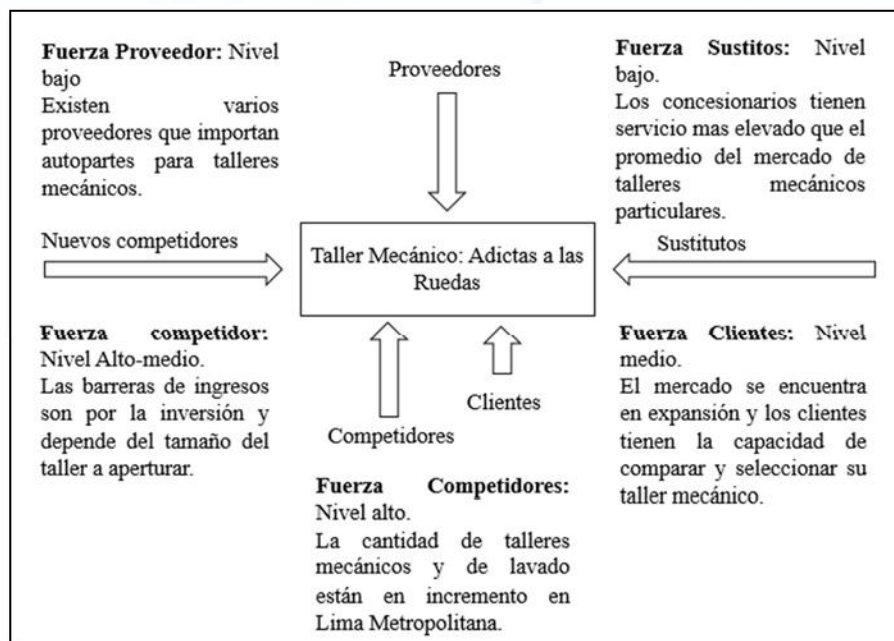 Fuerza Proveedor: Nivel
bajo
Existen varios
proveedores que importan
autopartes para talleres
mecánicos.
Proveedores
Fuerza Sustitos: Nivel
bajo.
Los concesionarios tienen
servicio mas elevado que el
promedio del mercado de
talleres mecánicos
particulares.
Nuevos competidores
Taller Mecánico: Adictas a las
Ruedas
Sustitutos
Fuerza competidor:
Nivel Alto-medio.
Las barreras de ingresos
son por la inversión y
depende del tamaño del
taller a aperturar.
Competidores
Clientes
Fuerza Clientes: Nivel
medio.
El mercado se encuentra
en expansión y los clientes
tienen la capacidad de
comparar y seleccionar su
taller mecánico.
Fuerza Competidores:
Nivel alto.
La cantidad de talleres
mecánicos y de lavado
están en incremento en
Lima Metropolitana.